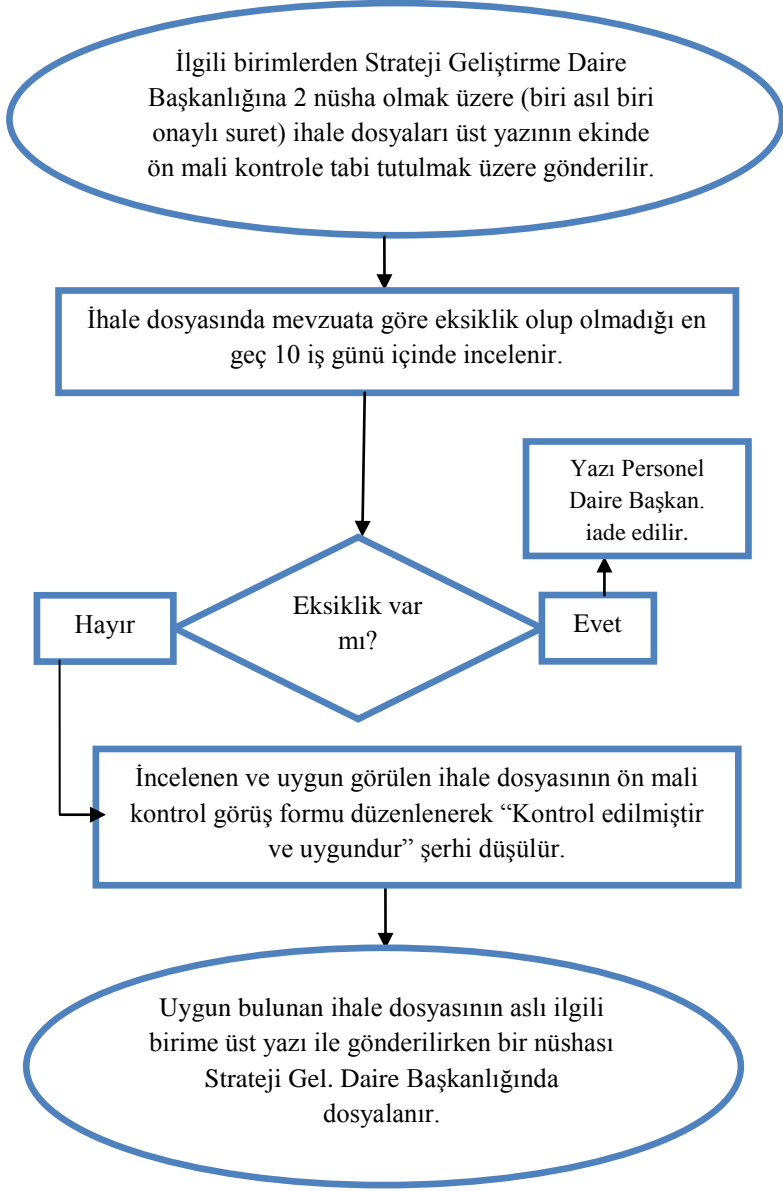 İlgili birimlerden Strateji Geliştirme Daire
Başkanlığına 2 nüsha olmak üzere (biri asıl biri
onaylı suret) ihale dosyaları üst yazının ekinde
ön mali kontrole tabi tutulmak üzere gönderilir.
İhale dosyasında mevzuata göre eksiklik olup olmadığı en
geç 10 iş günü içinde incelenir.
Yazı Personel
Daire Başkan.
iade edilir.
Hayır
Eksiklik var
mı?
Evet
İncelenen ve uygun görülen ihale dosyasının ön mali
kontrol görüş formu düzenlenerek “Kontrol edilmiştir
ve uygundur” şerhi düşülür.
Uygun bulunan ihale dosyasının aslı ilgili
birime üst yazı ile gönderilirken bir nüshası
Strateji Gel. Daire Başkanlığında
dosyalanır.